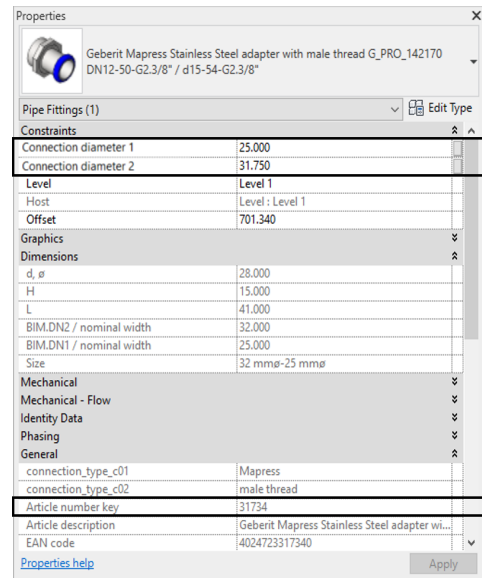 Properties
Geberit Mapress Stainless Steel adapter with male thread G_PRO_142170
DN12-50-G2.3/8" / d15-54-G2.3/8"
Pipe Fittings (1) Edit Type
Constraints
Connection diameter 1 25.000
Connection diameter 2 31.750
Level Level 1
Host Level : Level 1
Offset 701.340
Graphics
Dimensions
d, ø 28.000
H 15.000
L 41.000
BIM.DN2 / nominal width 32.000
BIM.DN1 / nominal width 25.000
Size 32 mmø-25 mmø
Mechanical
Mechanical - Flow
Identity Data
Phasing
General
connection_type_c01 Mapress
connection_type_c02 male thread
Article number key 31734
Article description Geberit Mapress Stainless Steel adapter wi...
EAN code 4024723317340
Properties help Apply